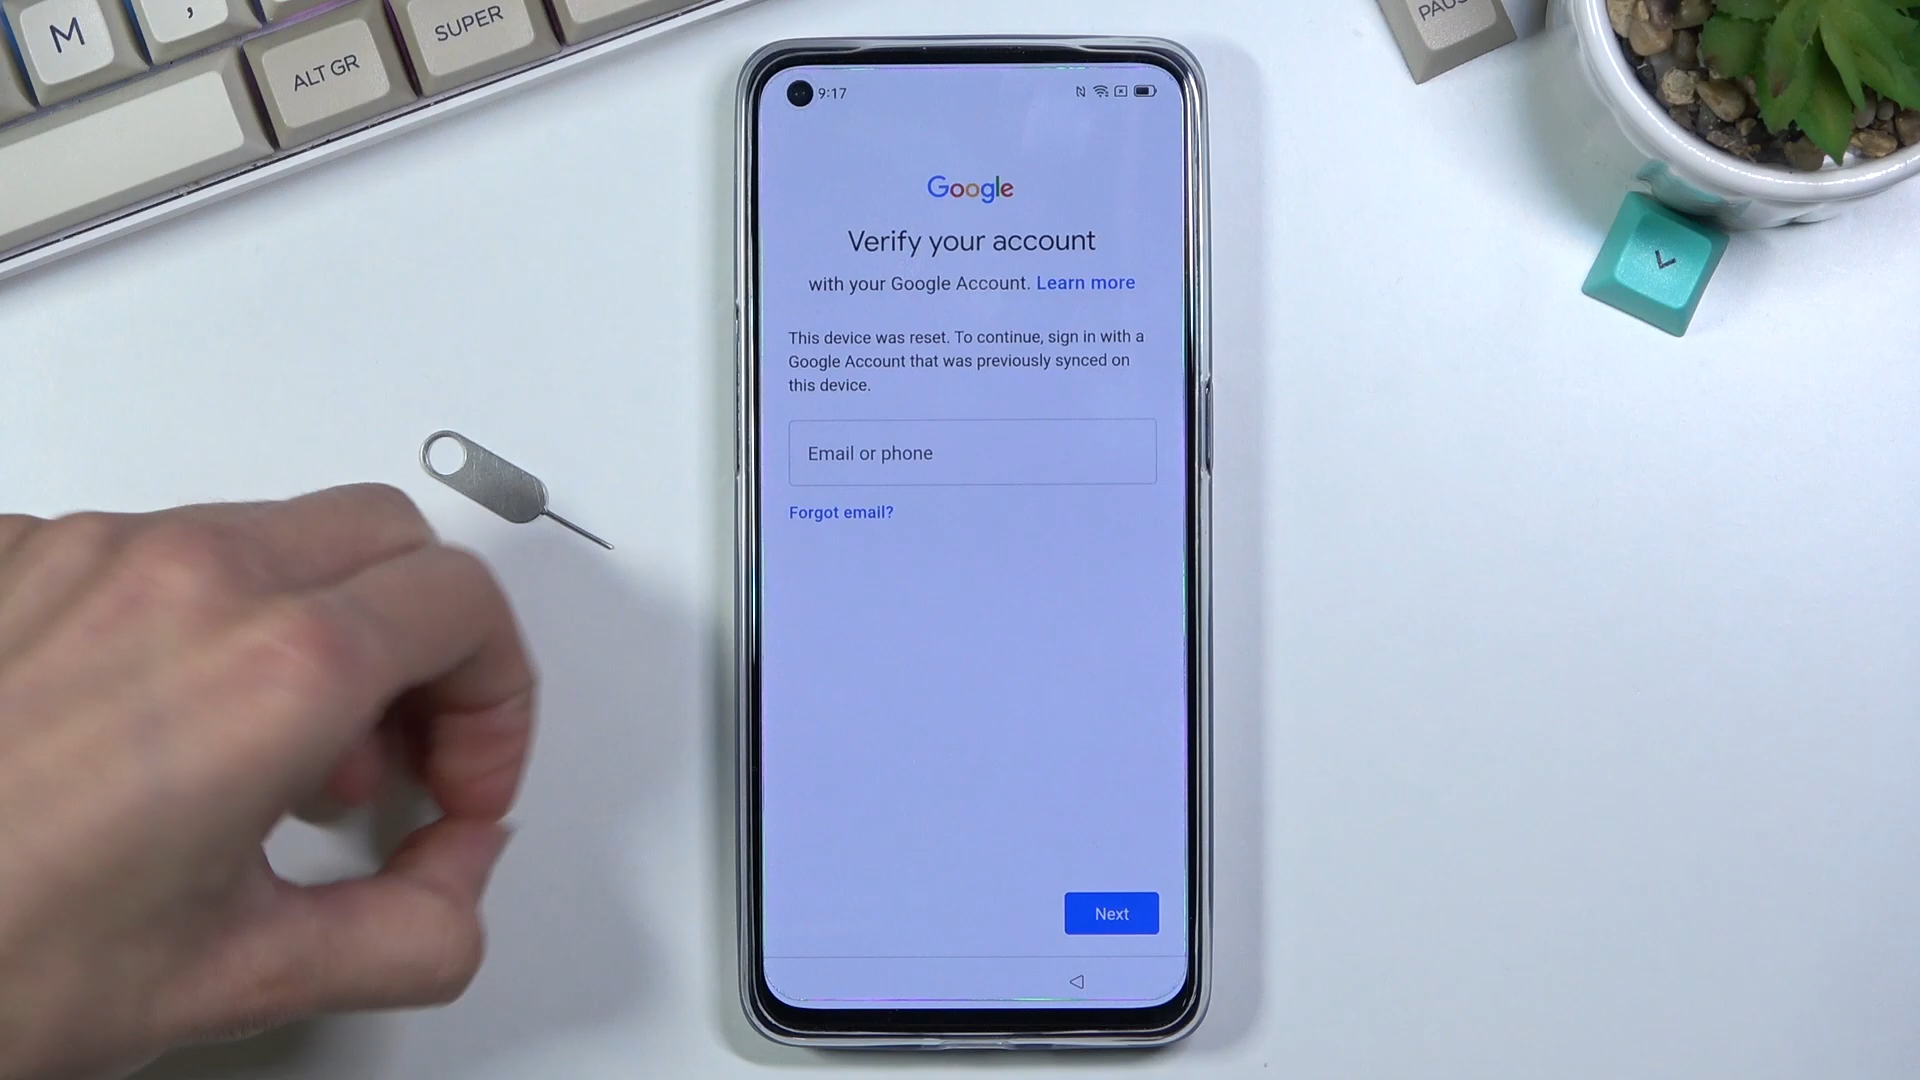 M
,
ALT GR
SUPER
PAUS
9:17
Google
Verify your account
with your Google Account. Learn more
This device was reset. To continue, sign in with a
Google Account that was previously synced on
this device.
Email or phone
Forgot email?
Next